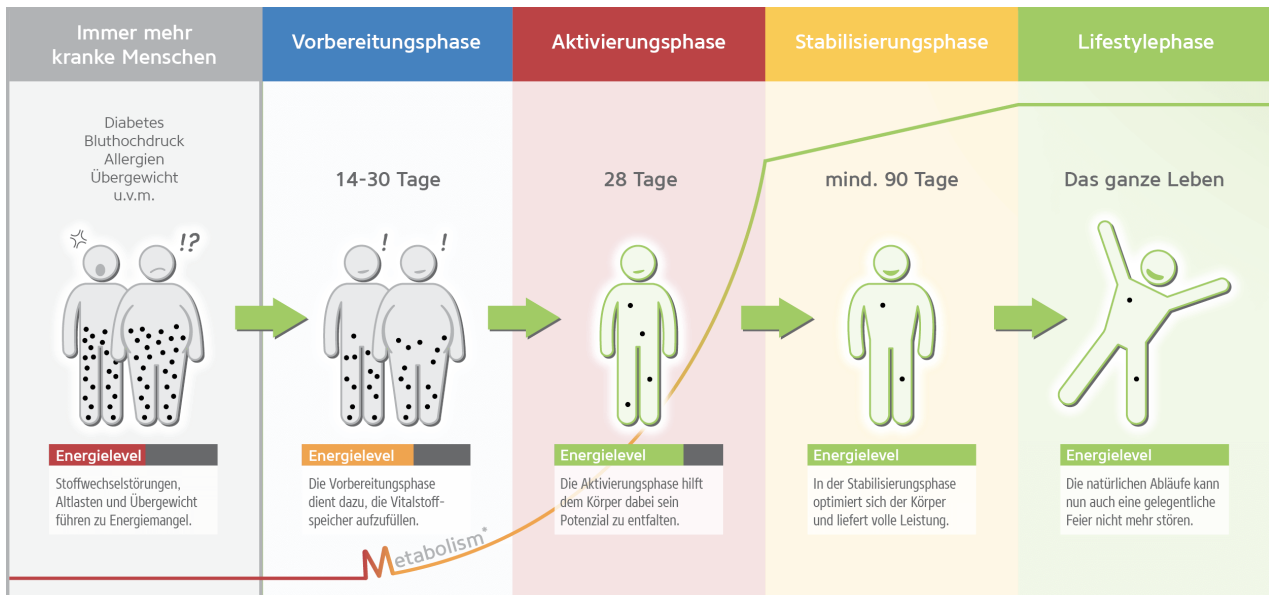 Immer mehr
kranke Menschen
Vorbereitungsphase
Aktivierungsphase
Stabilisierungsphase
Lifestylephase
Diabetes
Bluthochdruck
Allergien
Übergewicht
u.v.m.
14-30 Tage
28 Tage
mind. 90 Tage
Das ganze Leben
!?
!
!
Energielevel
Stoffwechselstörungen,
Altlasten und Übergewicht
führen zu Energiemangel.
Energielevel
Die Vorbereitungsphase
dient dazu, die Vitalstoff-
speicher aufzufüllen.
Energielevel
Die Aktivierungsphase hilft
dem Körper dabei sein
Potenzial zu entfalten.
Energielevel
In der Stabilisierungsphase
optimiert sich der Körper
und liefert volle Leistung.
Energielevel
Die natürlichen Abläufe kann
nun auch eine gelegentliche
Feier nicht mehr stören.
Metabolism®